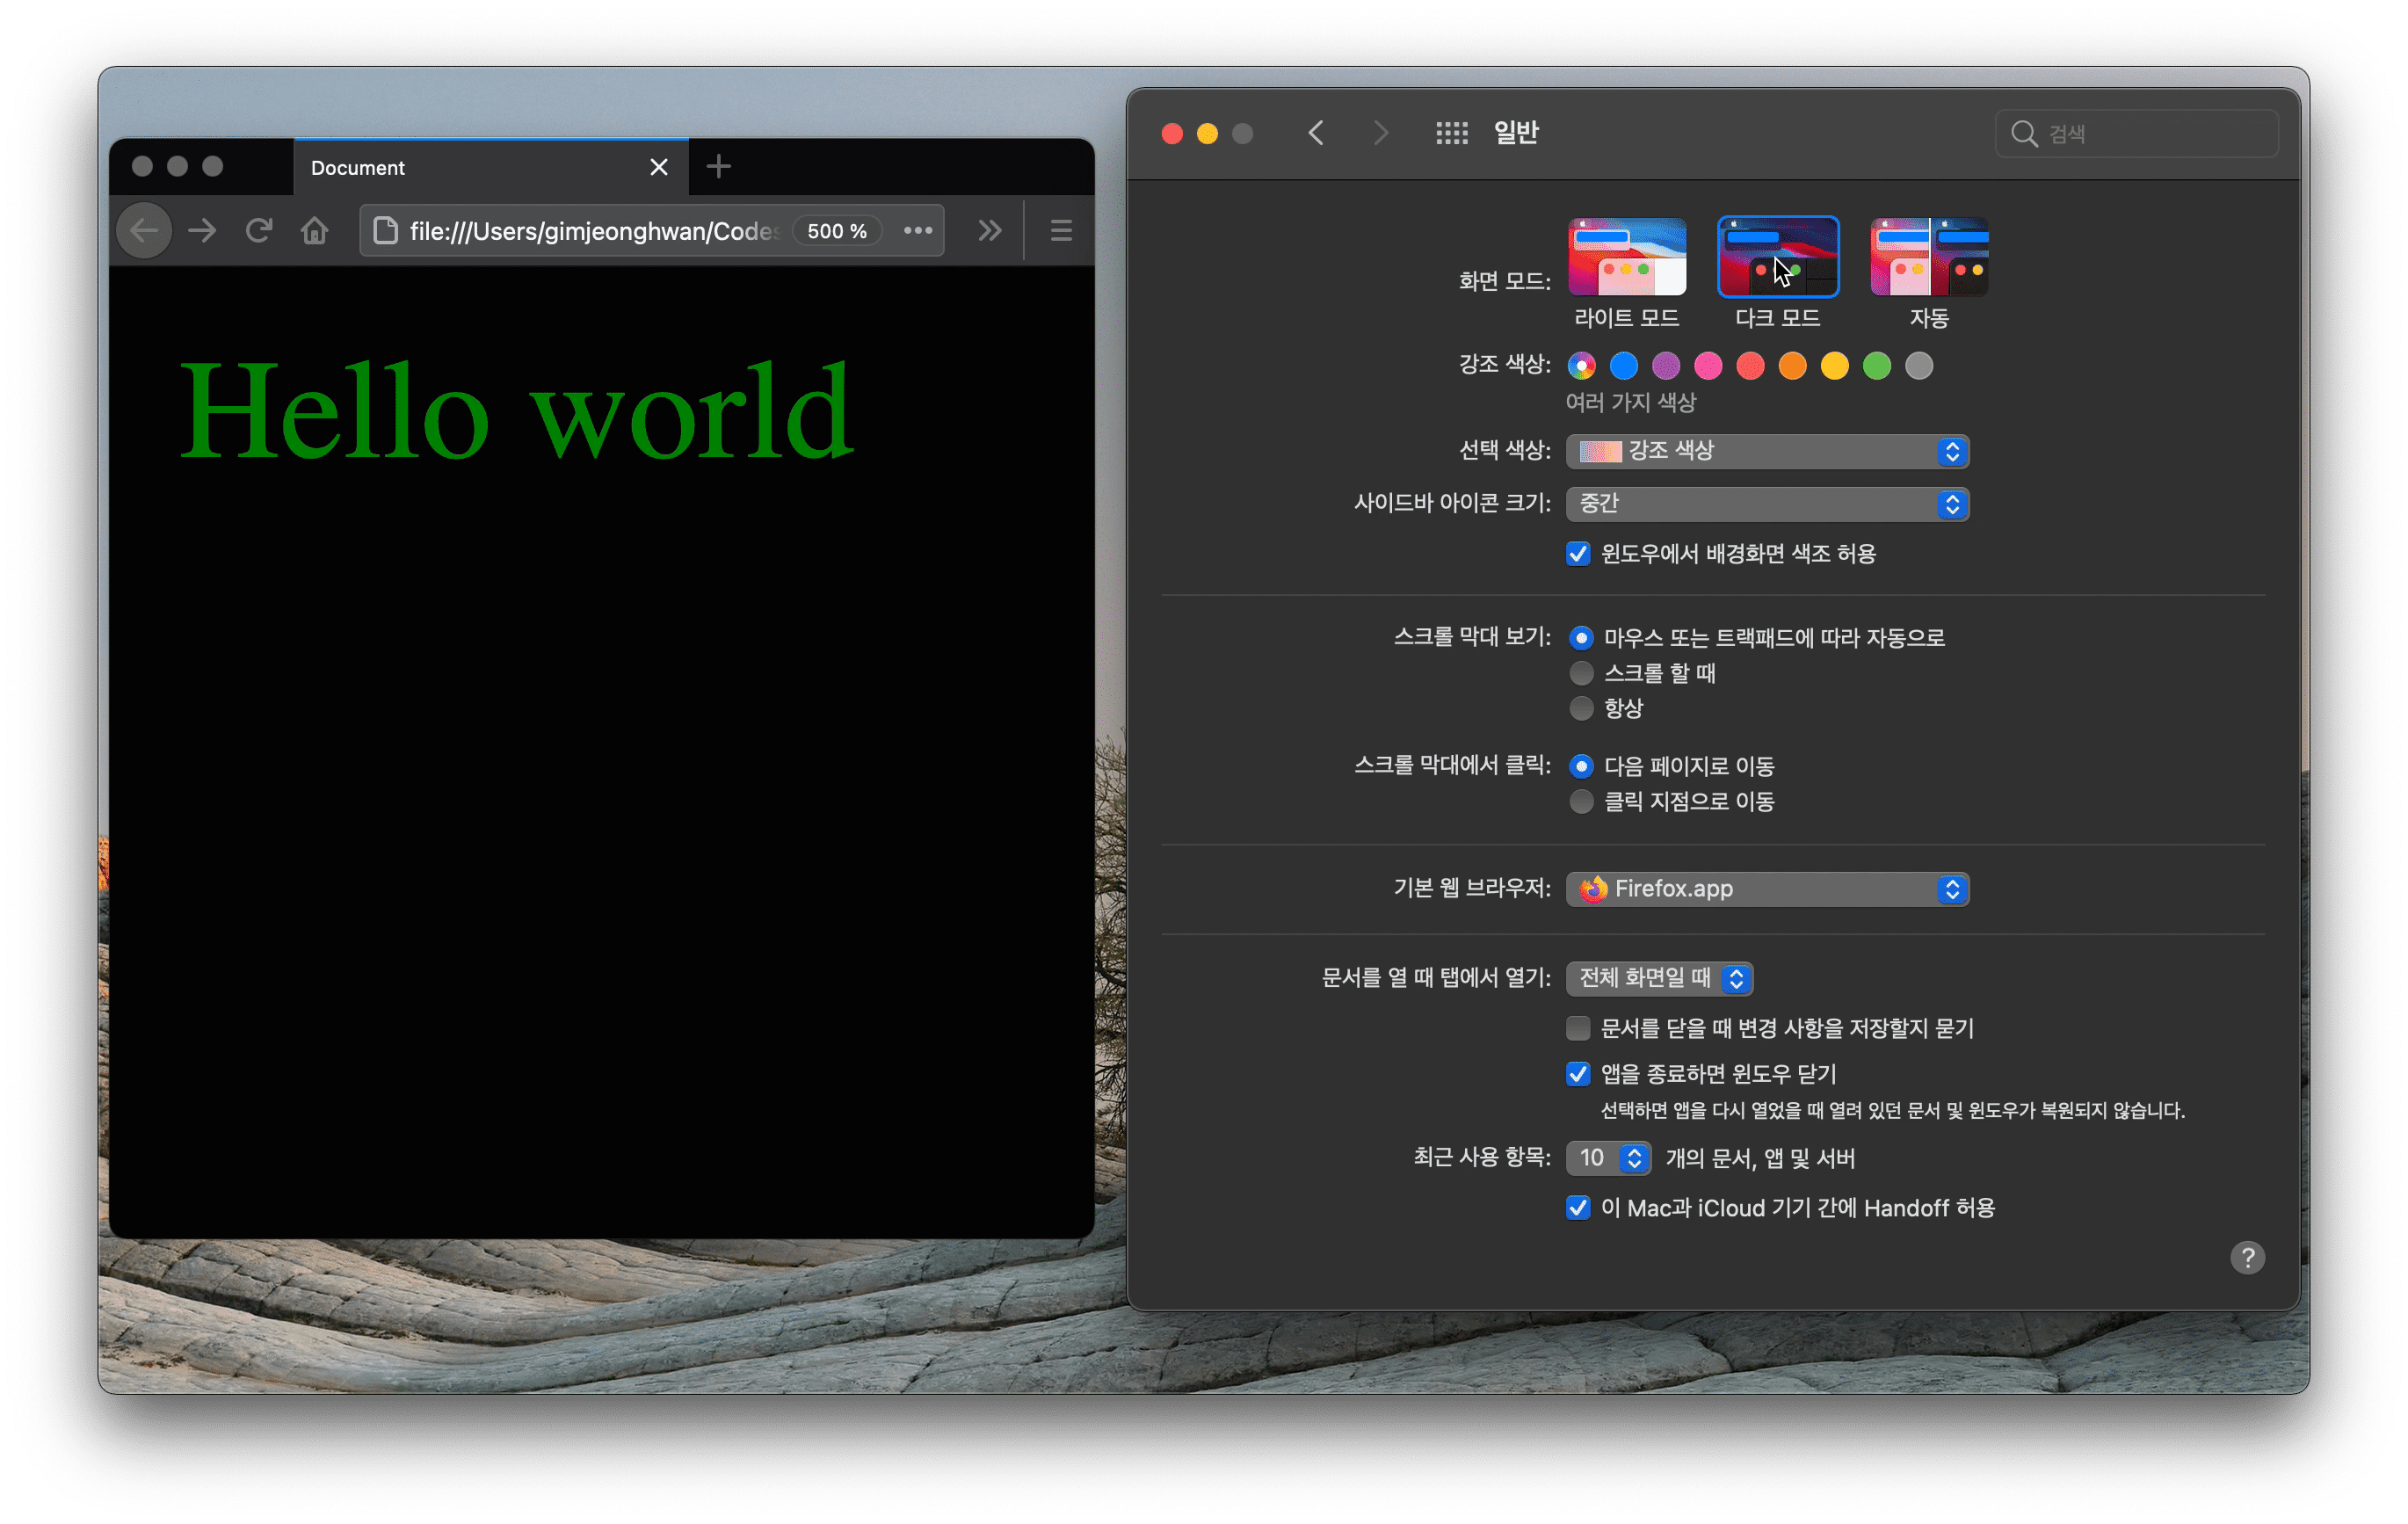 Document
file:///Users/gimjeonghwan/Codes
500 %
Hello world
일반
검색
화면 모드:
라이트 모드
다크 모드
자동
강조 색상:
여러 가지 색상
선택 색상:
강조 색상
사이드바 아이콘 크기:
중간
윈도우에서 배경화면 색조 허용
스크롤 막대 보기:
마우스 또는 트랙패드에 따라 자동으로
스크롤 할 때
항상
스크롤 막대에서 클릭:
다음 페이지로 이동
클릭 지점으로 이동
기본 웹 브라우저:
Firefox.app
문서를 열 때 탭에서 열기:
전체 화면일 때
문서를 닫을 때 변경 사항을 저장할지 묻기
앱을 종료하면 윈도우 닫기
선택하면 앱을 다시 열었을 때 열려 있던 문서 및 윈도우가 복원되지 않습니다.
최근 사용 항목:
10
개의 문서, 앱 및 서버
이 Mac과 iCloud 기기 간에 Handoff 허용
?